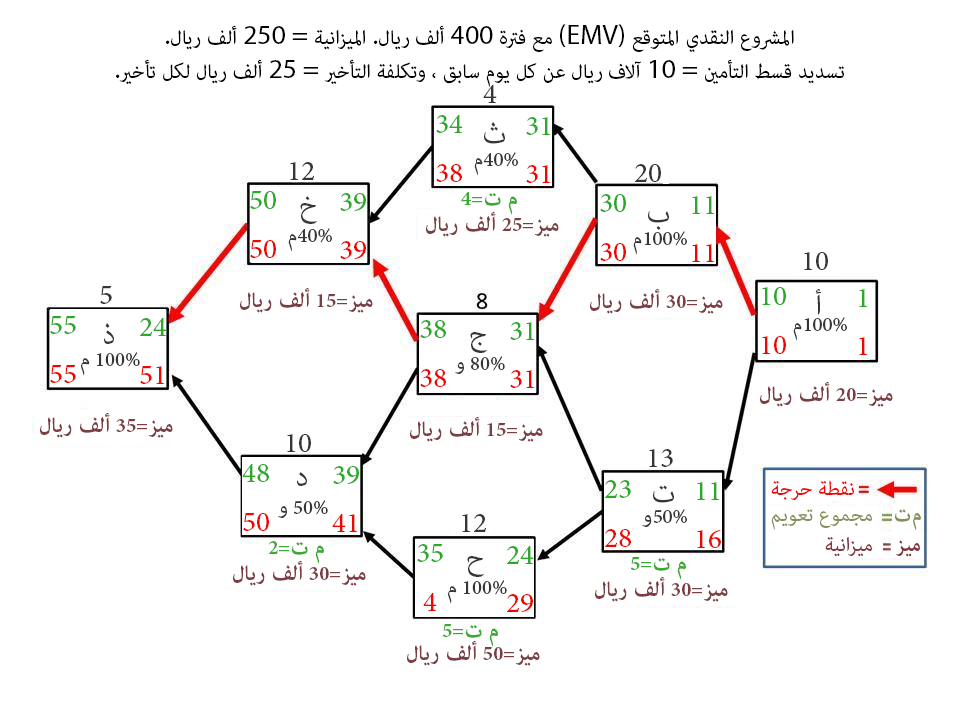 المشروع النقدي المتوقع (EMV) مع فترة 400 ألف ريال. الميزانية = 250 ألف ريال.
تسديد قسط التأمين = 10 آلاف ريال عن كل يوم سابق ، وتكلفة التأخير = 25 ألف ريال لكل تأخير.
4
34 ث 31
40%م
38 31
م ت=4
ميز=25 ألف ريال
12
50 خ 39
40%م
50 39
ميز=15 ألف ريال
20
30 ب 11
100%م
30 11
ميز=30 ألف ريال
10
10 أ 1
100%م
10 1
ميز=20 ألف ريال
5
55 ذ 24
100% م
55 51
ميز=35 ألف ريال
8
38 ج 31
80% و
38 31
ميز=15 ألف ريال
10
48 د 39
50% و
50 41
م ت=2
ميز=30 ألف ريال
13
23 ت 11
50%و
28 16
م ت=5
ميز=30 ألف ريال
12
35 ح 24
100% م
4 29
م ت=5
ميز=50 ألف ريال
= نقطة حرجة
م ت= مجموع تعويم
ميز = ميزانية